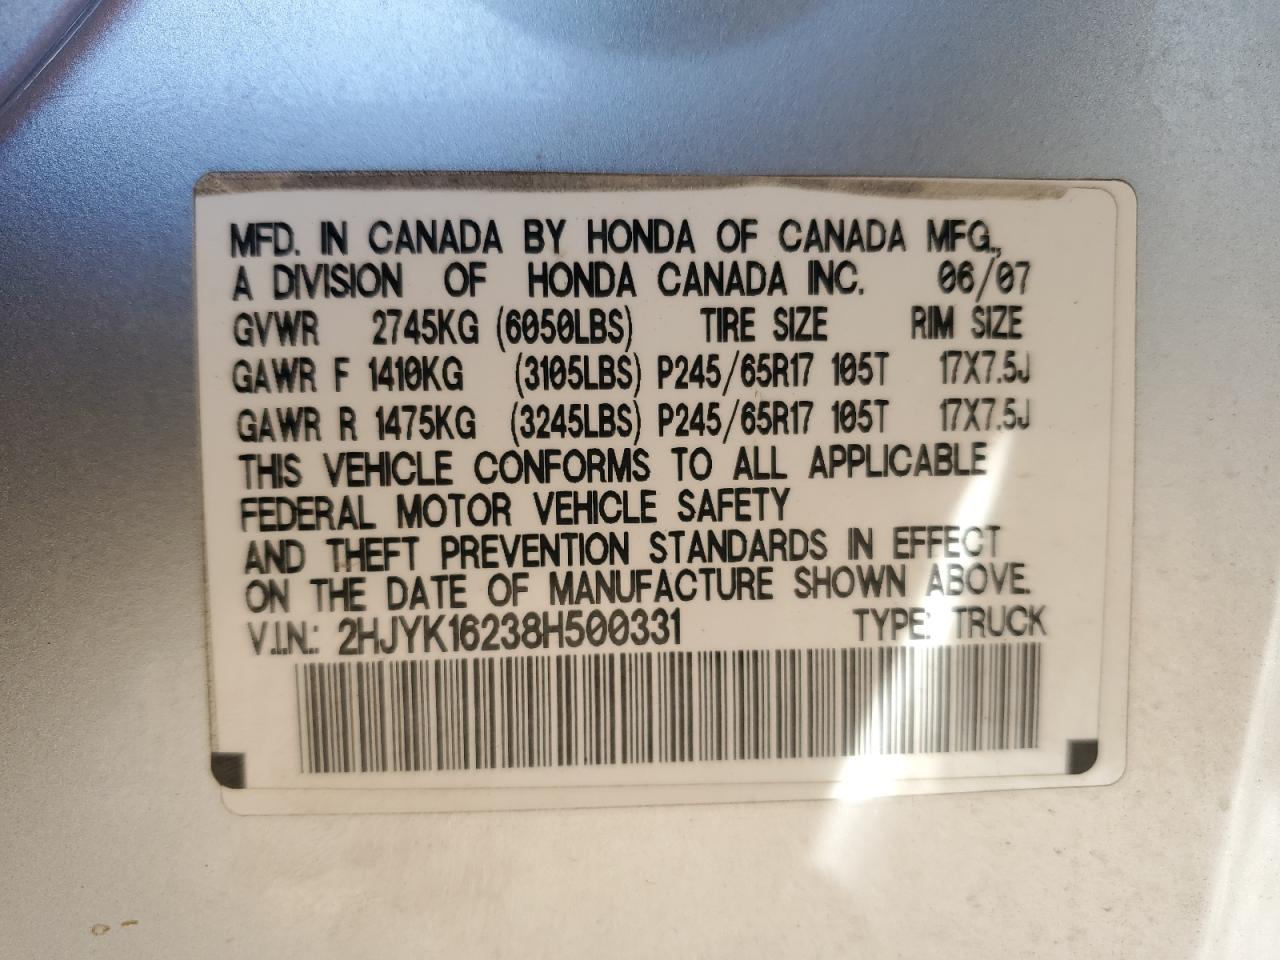 MFD. IN CANADA BY HONDA OF CANADA MFG.,
A DIVISION OF HONDA CANADA INC. 06/07
GVWR 2745KG (6050LBS) TIRE SIZE RIM SIZE
GAWR F 1410KG (3105LBS) P245/65R17 105T 17X7.5J
GAWR R 1475KG (3245LBS) P245/65R17 105T 17X7.5J
THIS VEHICLE CONFORMS TO ALL APPLICABLE
FEDERAL MOTOR VEHICLE SAFETY
AND THEFT PREVENTION STANDARDS IN EFFECT
ON THE DATE OF MANUFACTURE SHOWN ABOVE.
V.I.N.: 2HJYK16238H500331 TYPE: TRUCK